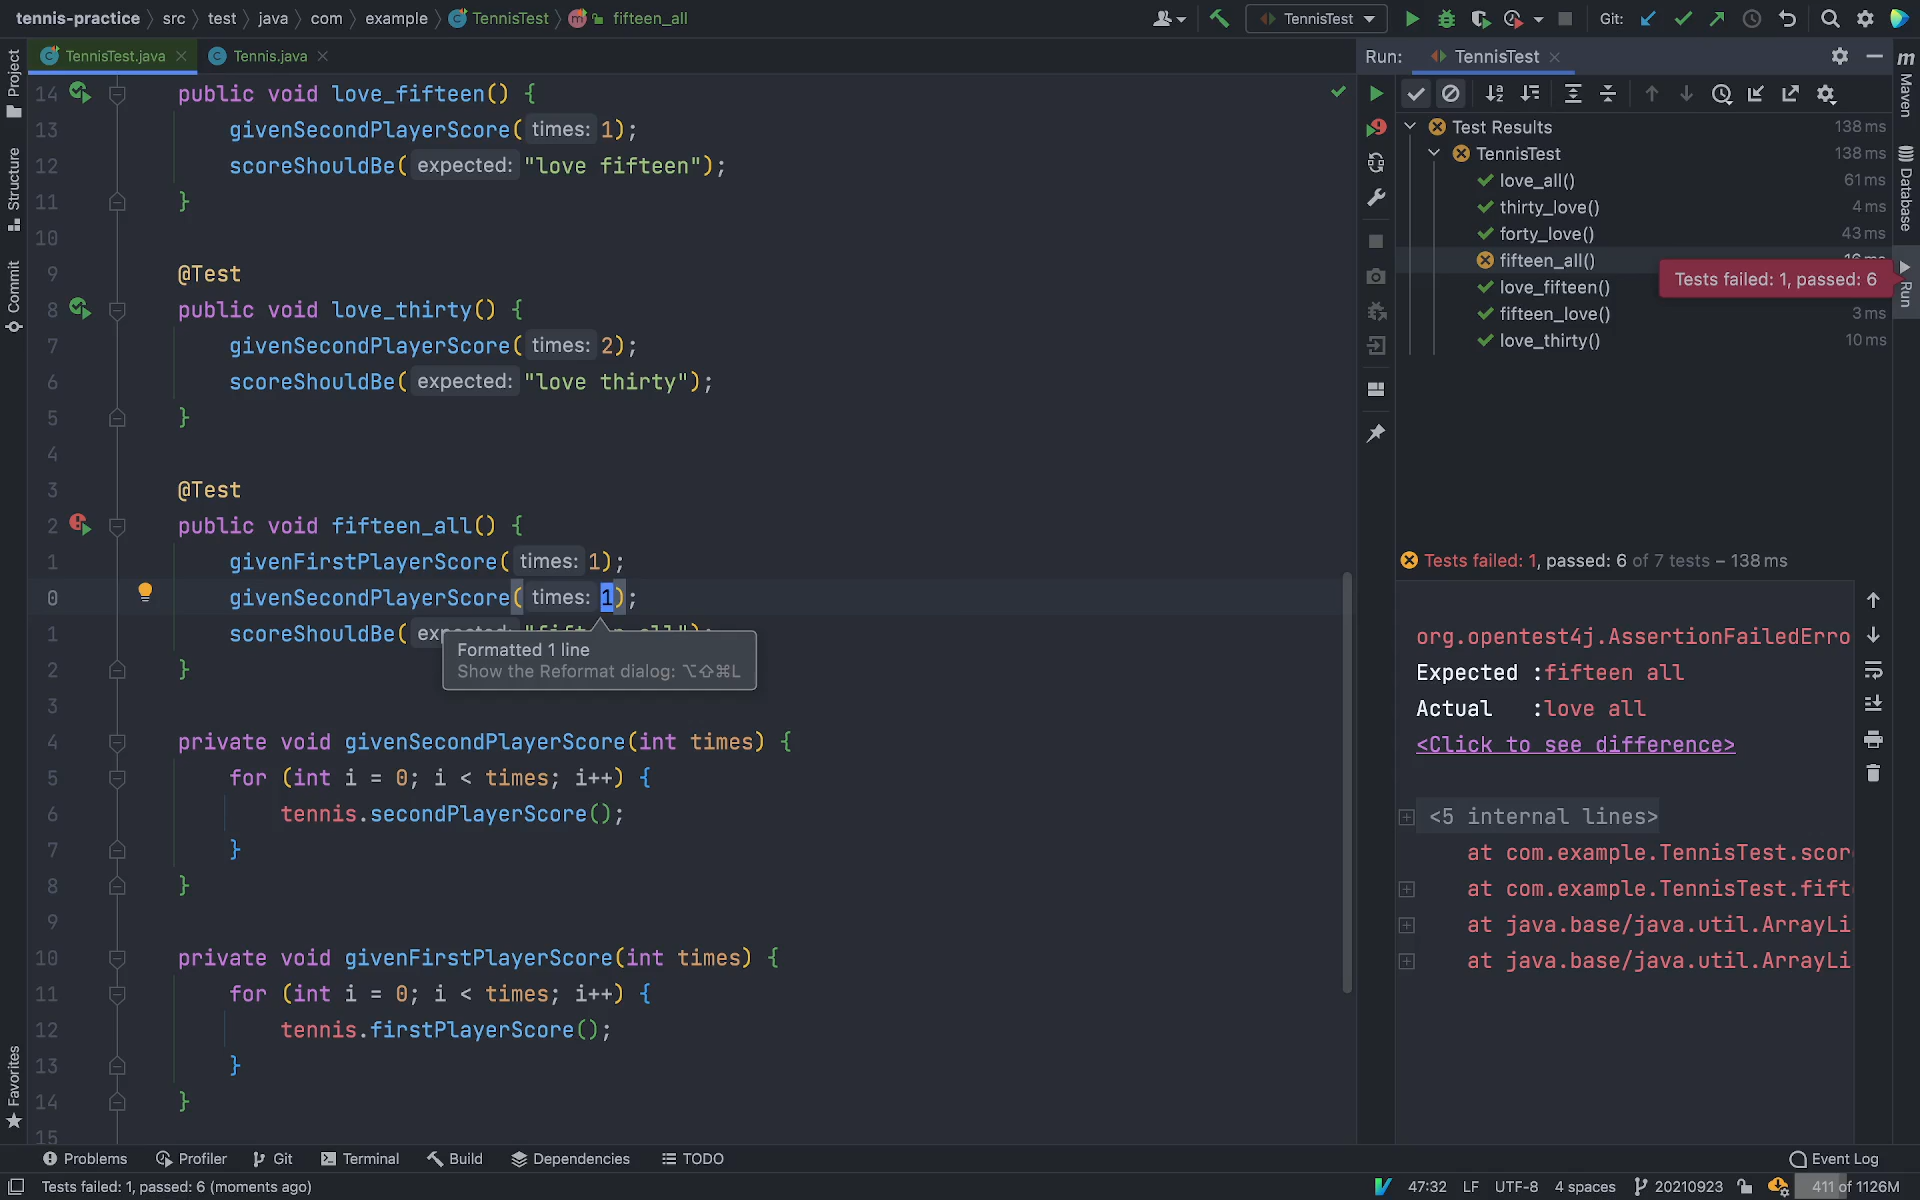 tennis-practice > src > test > java > com > example > TennisTest > fifteen_all
TennisTest
Git:
TennisTest.java
Tennis.java
Run: TennisTest
Project
Structure
Commit
Favorites
14 public void love_fifteen() {
13 givenSecondPlayerScore( times: 1);
12 scoreShouldBe( expected: "love fifteen");
11 }
10
9 @Test
8 public void love_thirty() {
7 givenSecondPlayerScore( times: 2);
6 scoreShouldBe( expected: "love thirty");
5 }
4
3 @Test
2 public void fifteen_all() {
1 givenFirstPlayerScore( times: 1);
0 givenSecondPlayerScore( times: 1);
1 scoreShouldBe(
Formatted 1 line
Show the Reformat dialog: ⌥⇧⌘L
2 }
3
4 private void givenSecondPlayerScore(int times) {
5 for (int i = 0; i < times; i++) {
6 tennis.secondPlayerScore();
7 }
8 }
9
10 private void givenFirstPlayerScore(int times) {
11 for (int i = 0; i < times; i++) {
12 tennis.firstPlayerScore();
13 }
14 }
15
Test Results 138 ms
TennisTest 138 ms
love_all() 61 ms
thirty_love() 4 ms
forty_love() 43 ms
fifteen_all()
Tests failed: 1, passed: 6
love_fifteen()
fifteen_love() 3 ms
love_thirty() 10 ms
Tests failed: 1, passed: 6 of 7 tests – 138 ms
org.opentest4j.AssertionFailedErro
Expected :fifteen all
Actual :love all
<Click to see difference>
<5 internal lines>
at com.example.TennisTest.scor
at com.example.TennisTest.fift
at java.base/java.util.ArrayLi
at java.base/java.util.ArrayLi
m Maven
Database
Run
Problems Profiler Git Terminal Build Dependencies TODO Event Log
Tests failed: 1, passed: 6 (moments ago) 47:32 LF UTF-8 4 spaces 20210923 411 of 1126M